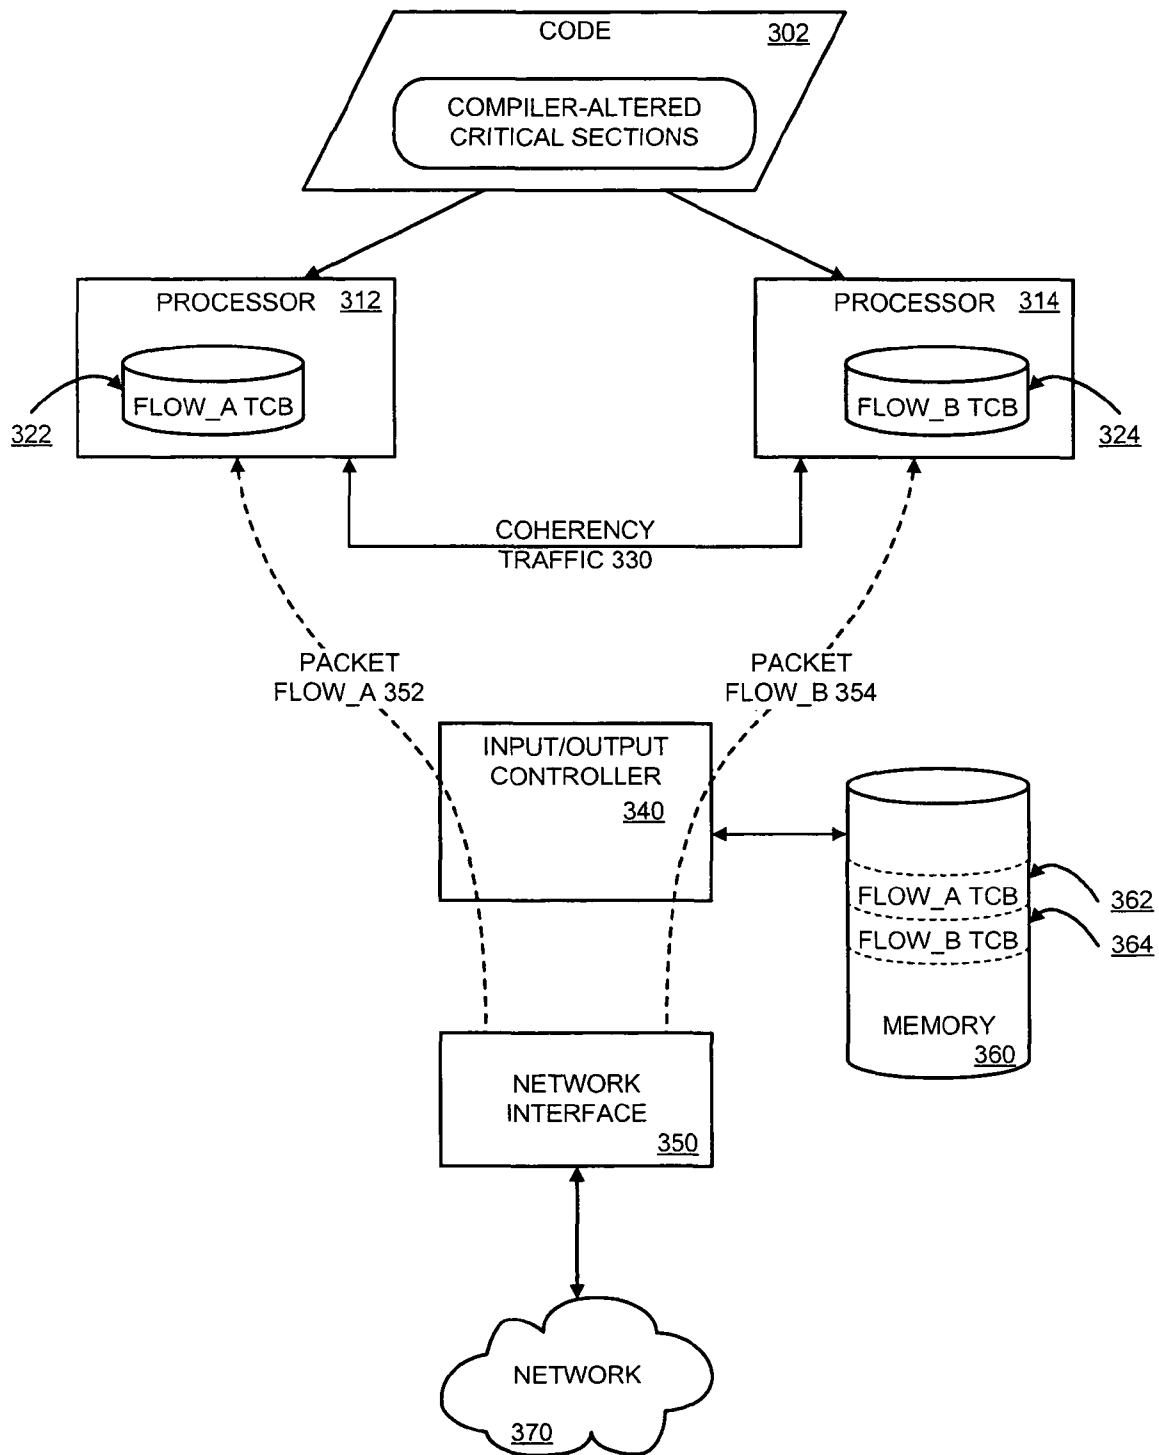 CODE
302
COMPILER-ALTERED
CRITICAL SECTIONS
PROCESSOR
312
FLOW_A TCB
322
PROCESSOR
314
FLOW_B TCB
324
COHERENCY
TRAFFIC 330
PACKET
FLOW_A 352
PACKET
FLOW_B 354
INPUT/OUTPUT
CONTROLLER
340
FLOW_A TCB
362
FLOW_B TCB
364
MEMORY
360
NETWORK
INTERFACE
350
NETWORK
370